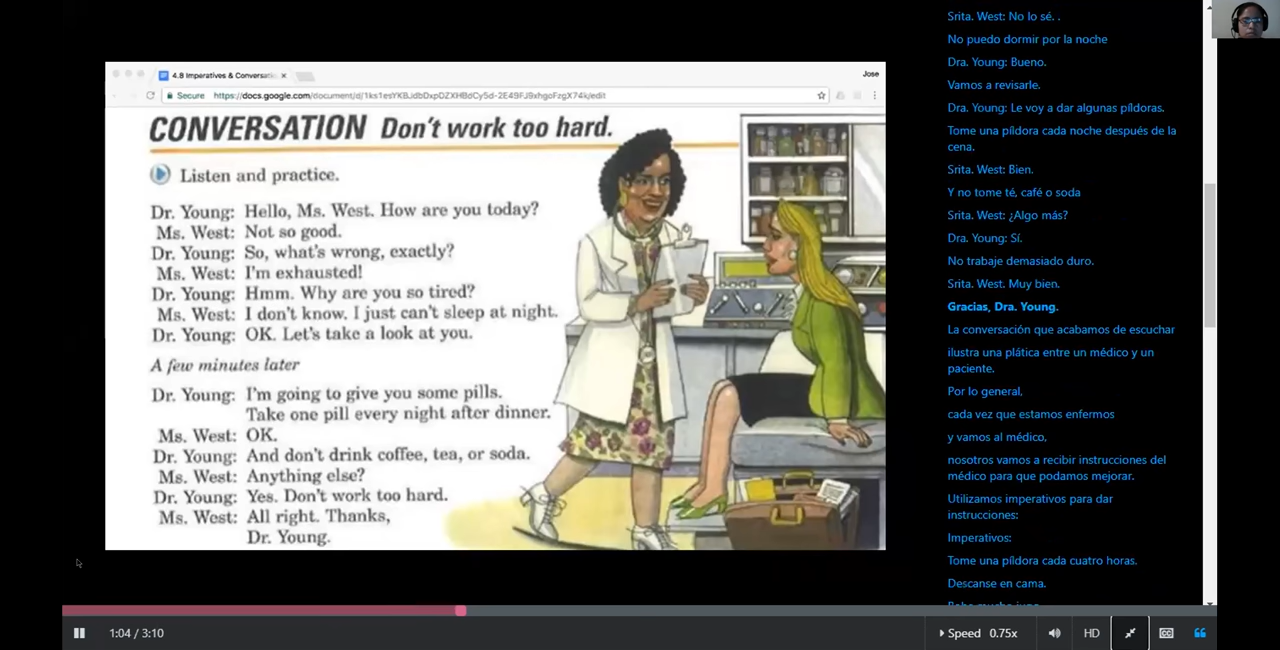 4.8 Imperatives & Conversati
Jose
Secure
CONVERSATION Don't work too hard.
Listen and practice.
Dr. Young: Hello, Ms. West. How are you today?
Ms. West: Not so good.
Dr. Young: So, what's wrong, exactly?
Ms. West: I'm exhausted!
Dr. Young: Hmm. Why are you so tired?
Ms. West: I don't know. I just can't sleep at night.
Dr. Young: OK. Let's take a look at you.
A few minutes later
Dr. Young: I'm going to give you some pills.
Take one pill every night after dinner.
Ms. West: OK.
Dr. Young: And don't drink coffee, tea, or soda.
Ms. West: Anything else?
Dr. Young: Yes. Don't work too hard.
Ms. West: All right. Thanks,
Dr. Young.
Srita. West: No lo sé. .
No puedo dormir por la noche
Dra. Young: Bueno.
Vamos a revisarle.
Dra. Young: Le voy a dar algunas píldoras.
Tome una píldora cada noche después de la
cena.
Srita. West: Bien.
Y no tome té, café o soda
Srita. West: ¿Algo más?
Dra. Young: Sí.
No trabaje demasiado duro.
Srita. West: Muy bien.
Gracias, Dra. Young.
La conversación que acabamos de escuchar
ilustra una plática entre un médico y un
paciente.
Por lo general,
cada vez que estamos enfermos
y vamos al médico,
nosotros vamos a recibir instrucciones del
médico para que podamos mejorar.
Utilizamos imperativos para dar
instrucciones:
Imperativos:
Tome una píldora cada cuatro horas.
Descanse en cama.
1:04 / 3:10
Speed 0.75x
HD
CC